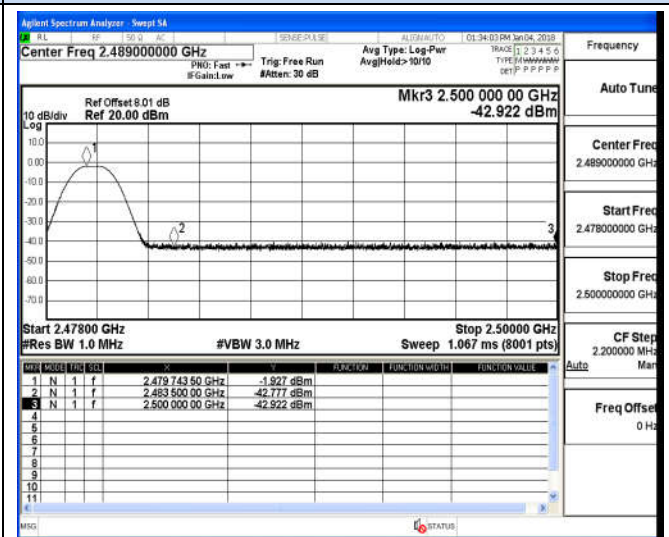 Agilent Spectrum Analyzer - Swept SA
RL RF 50 Ω AC SENSE:PULSE ALIGN AUTO 01:34:03 PM Jan 04, 2018
Center Freq 2.489000000 GHz
PNO: Fast
IFGain:Low
Trig: Free Run
#Atten: 30 dB
Avg Type: Log-Pwr
Avg|Hold:>10/10
TRACE 1 2 3 4 5 6
TYPE
DET P P P P P P
Ref Offset 8.01 dB
Ref 20.00 dBm
10 dB/div
Log
Mkr3 2.500 000 00 GHz
-42.922 dBm
10.0
0.00
-10.0
-20.0
-30.0
-40.0
-50.0
-60.0
-70.0
1
2
3
Start 2.47800 GHz
Stop 2.50000 GHz
#Res BW 1.0 MHz
#VBW 3.0 MHz
Sweep 1.067 ms (8001 pts)
MKR MODE TRC SCL X Y FUNCTION FUNCTION WIDTH FUNCTION VALUE
1 N 1 f 2.479 743 50 GHz -1.927 dBm
2 N 1 f 2.483 500 00 GHz -42.777 dBm
3 N 1 f 2.500 000 00 GHz -42.922 dBm
4
5
6
7
8
9
10
11
MSG
STATUS
Frequency
Auto Tune
Center Freq
2.489000000 GHz
Start Freq
2.478000000 GHz
Stop Freq
2.500000000 GHz
CF Step
2.200000 MHz
Auto Man
Freq Offset
0 Hz